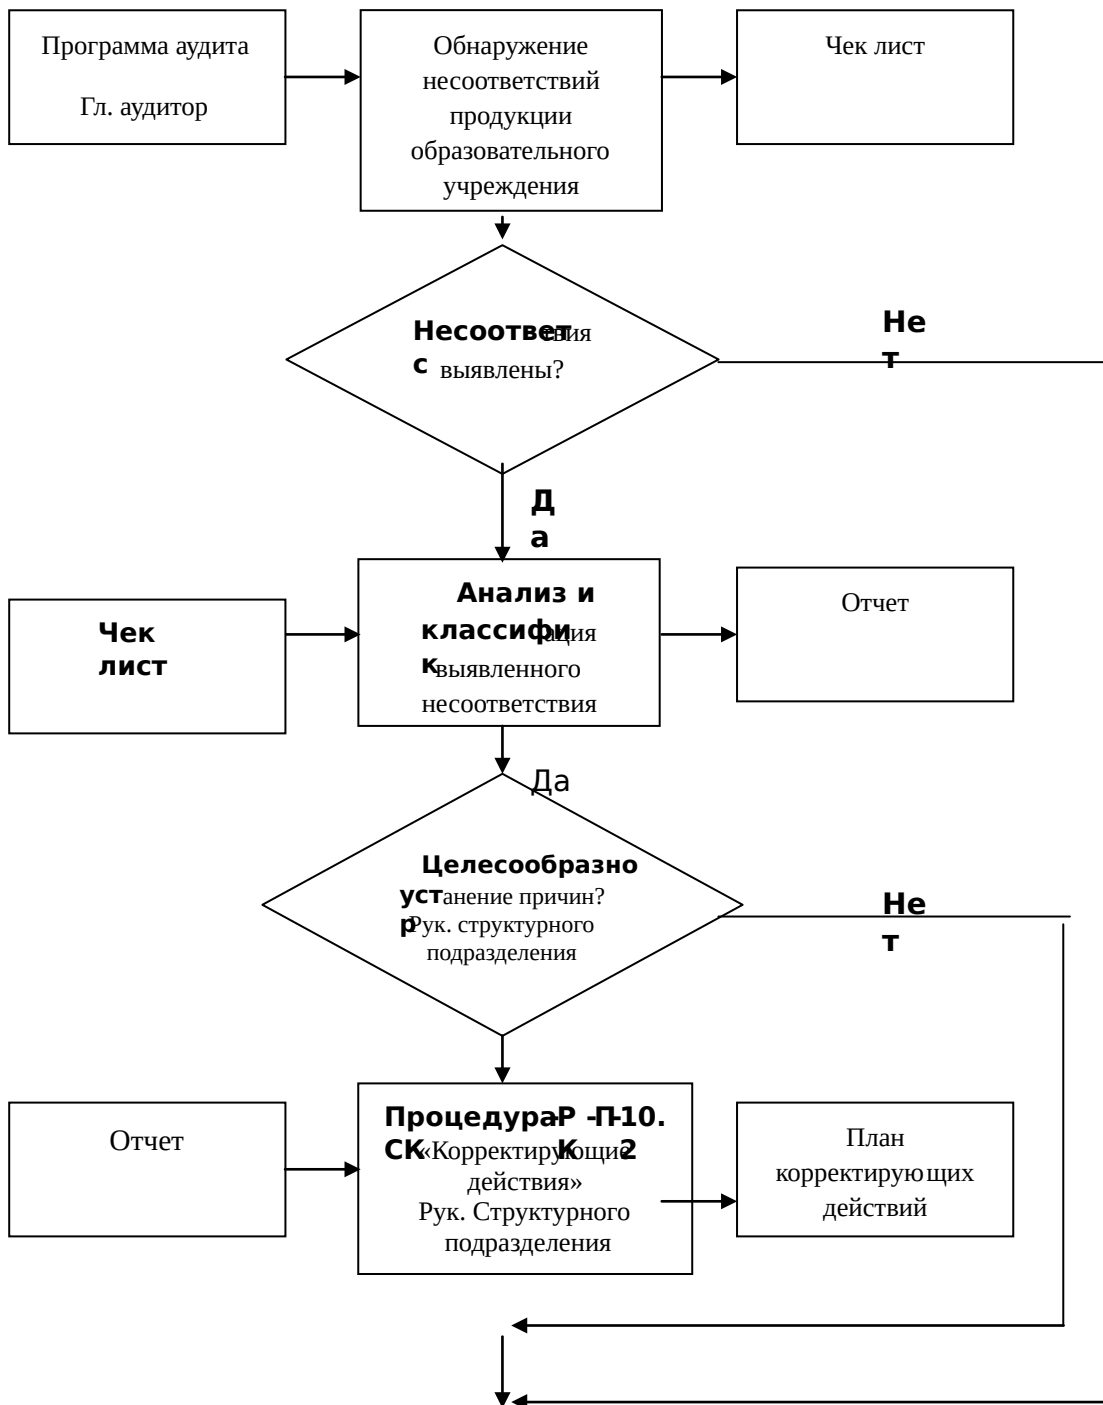 Программа аудита
Гл. аудитор
Обнаружение
несоответствий
продукции
образовательного
учреждения
Чек лист
Несоответствия
выявлены?
Не
т
Д
а
Чек
лист
Анализ и
классификация
выявленного
несоответствия
Отчет
Да
Целесообразно
устранение причин?
Рук. структурного
подразделения
Не
т
Отчет
Процедура СК-РК-П-10.2
«Корректирующие
действия»
Рук. Структурного
подразделения
План
корректирующих
действий